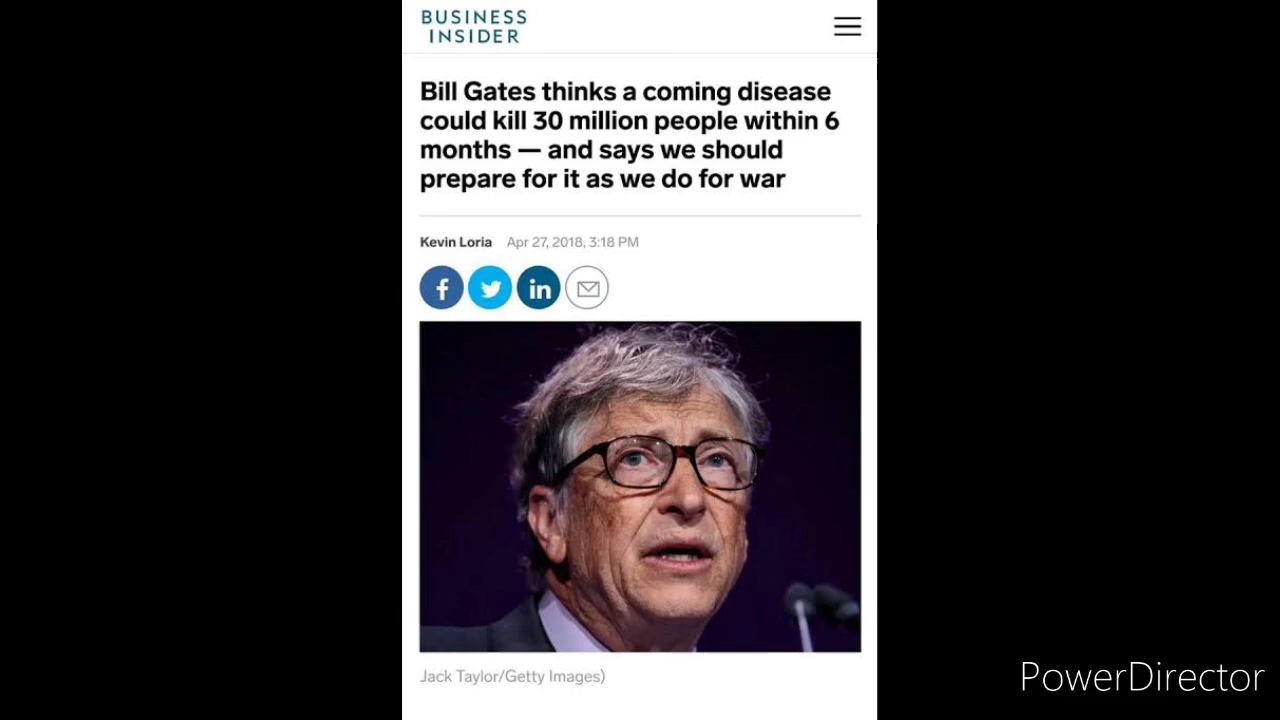 BUSINESS
INSIDER
Bill Gates thinks a coming disease
could kill 30 million people within 6
months — and says we should
prepare for it as we do for war
Kevin Loria Apr 27, 2018, 3:18 PM
f in
Jack Taylor/Getty Images)
PowerDirector